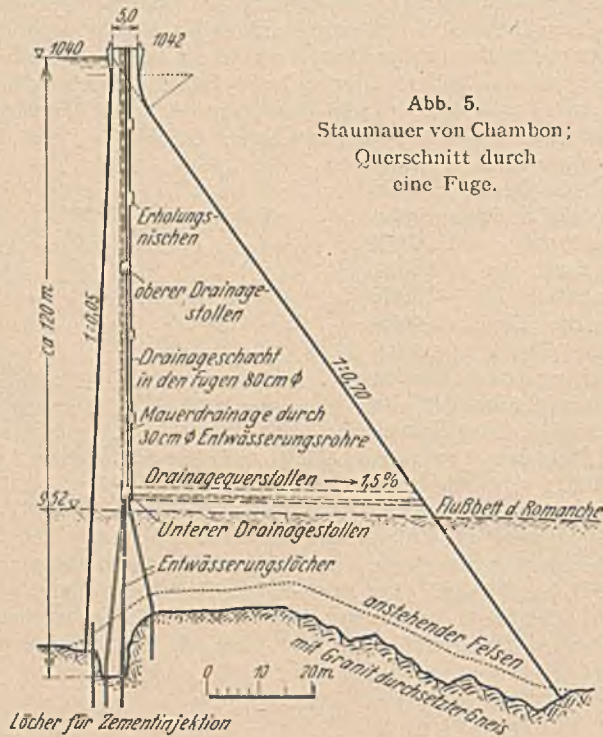 5,0
1040
1042
Abb. 5.
Staumauer von Chambon;
Querschnitt durch
eine Fuge.
Erholungs-
nischen
oberer Drainage-
stollen
ca 120 m
1:0,05
Drainageschacht
in den Fugen 80cm Φ
1:0,70
Mauerdrainage durch
30cm Φ Entwässerungsrohre
Drainagequerstollen → 1,5%
952
Flußbett d. Romanche
Unterer Drainagestollen
Entwässerungslöcher
anstehender Felsen
mit Granit durchsetzter Gneis
0 10 20m
Löcher für Zementinjektion